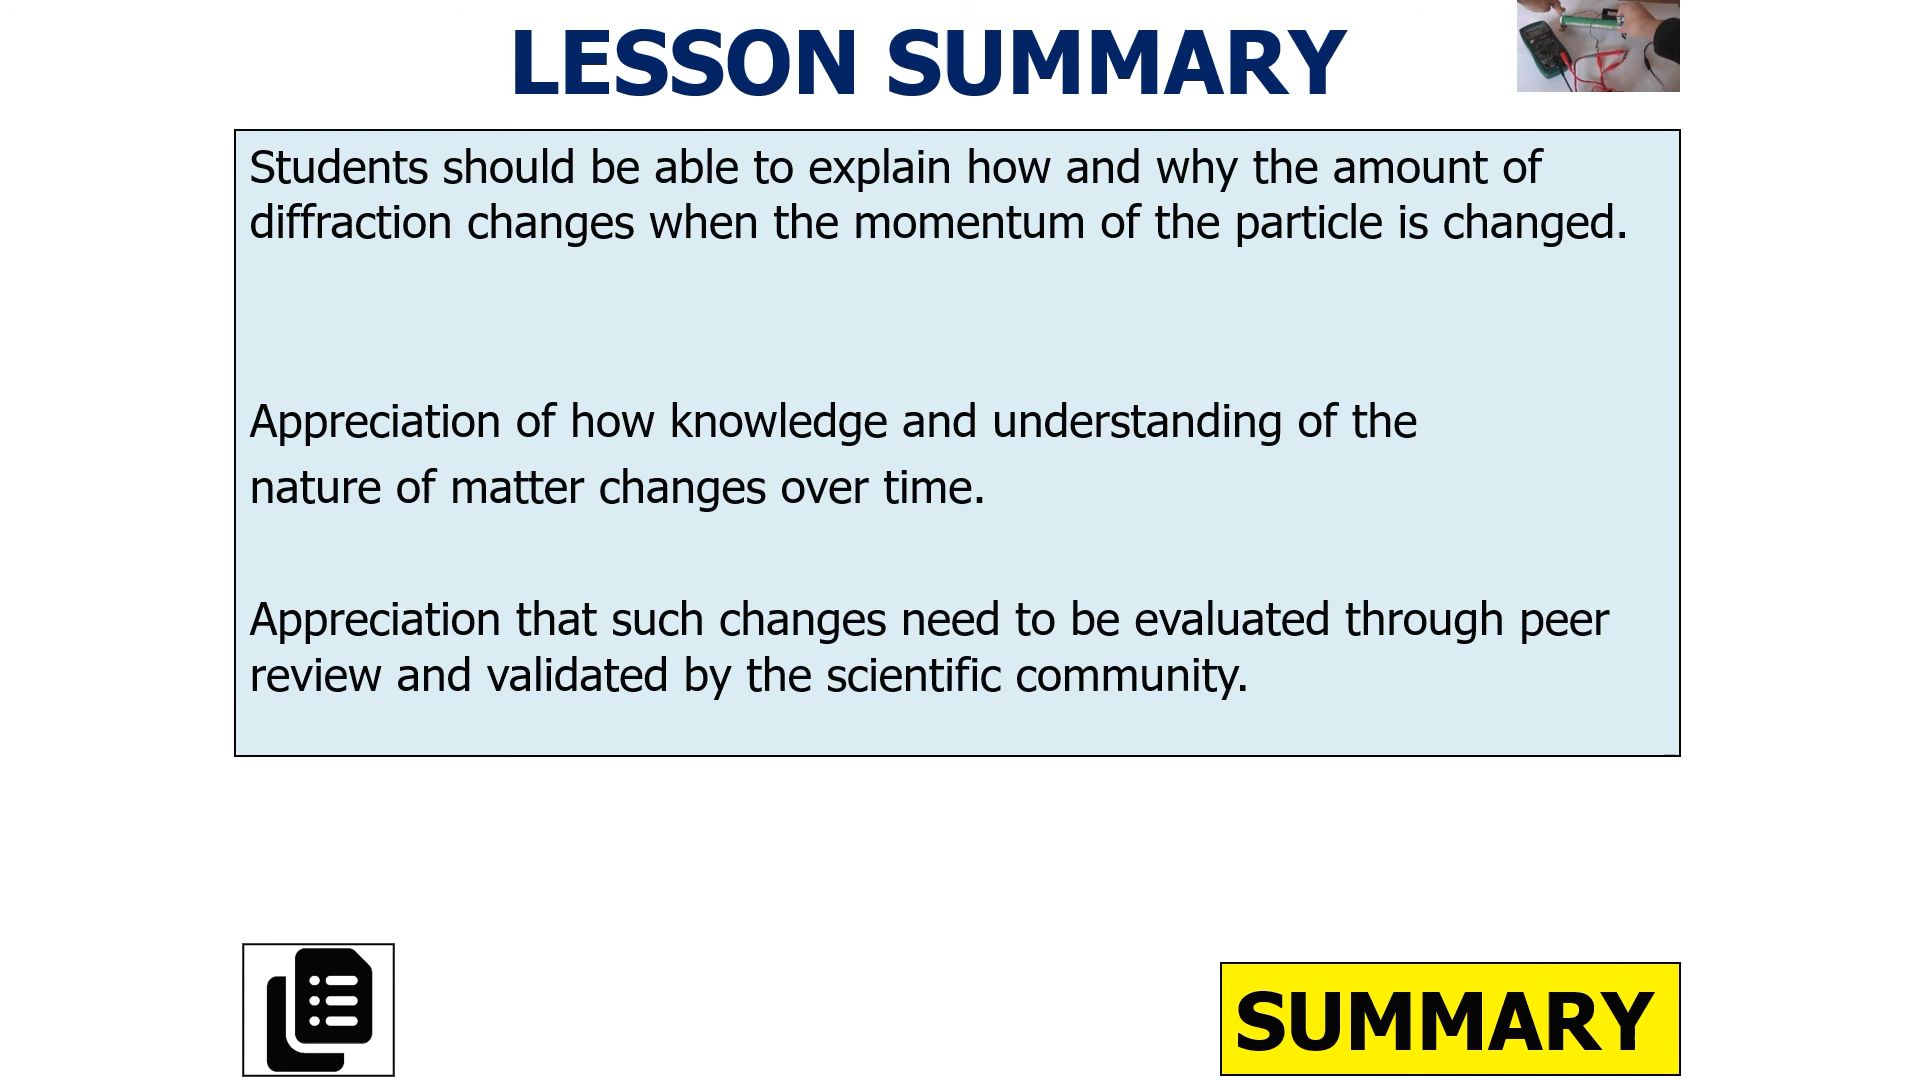 LESSON SUMMARY
Students should be able to explain how and why the amount of
diffraction changes when the momentum of the particle is changed.
Appreciation of how knowledge and understanding of the
nature of matter changes over time.
Appreciation that such changes need to be evaluated through peer
review and validated by the scientific community.
SUMMARY